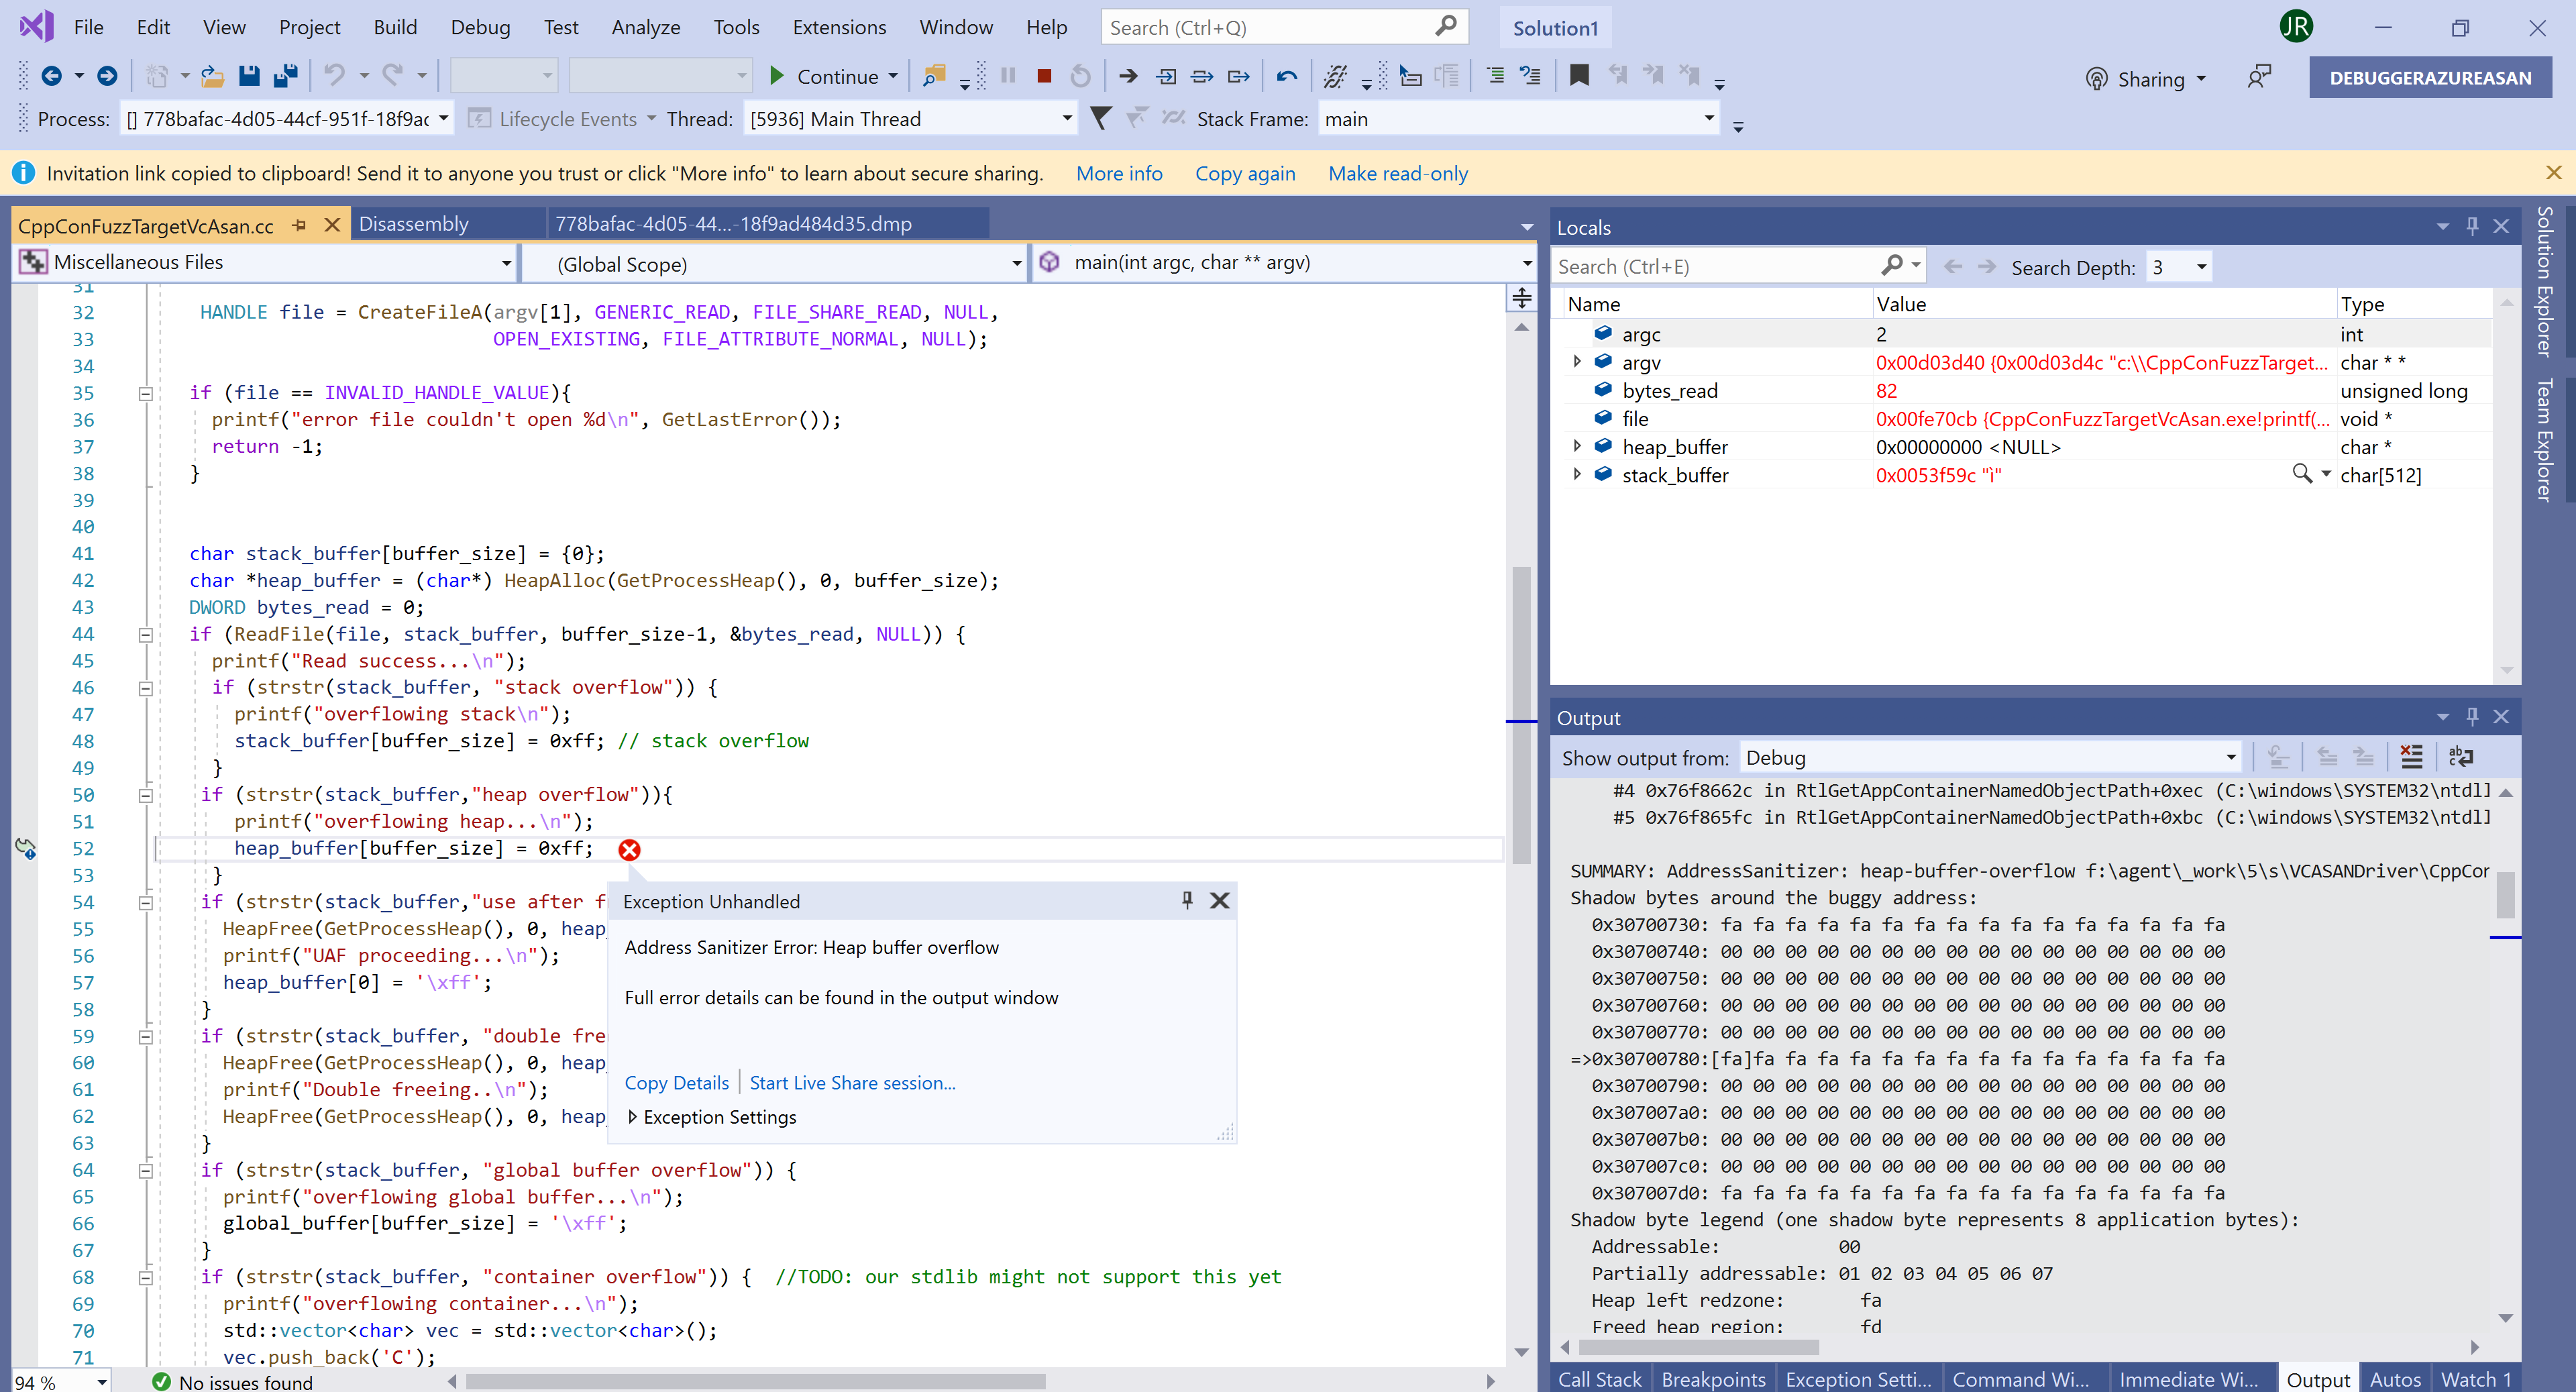 File Edit View Project Build Debug Test Analyze Tools Extensions Window Help Search (Ctrl+Q) Solution1 JR
Continue Sharing DEBUGGERAZUREASAN
Process: [] 778bafac-4d05-44cf-951f-18f9ac Lifecycle Events Thread: [5936] Main Thread Stack Frame: main
Invitation link copied to clipboard! Send it to anyone you trust or click "More info" to learn about secure sharing. More info Copy again Make read-only
CppConFuzzTargetVcAsan.cc Disassembly 778bafac-4d05-44...-18f9ad484d35.dmp
Miscellaneous Files (Global Scope) main(int argc, char ** argv)
31
32 HANDLE file = CreateFileA(argv[1], GENERIC_READ, FILE_SHARE_READ, NULL,
33 OPEN_EXISTING, FILE_ATTRIBUTE_NORMAL, NULL);
34
35 if (file == INVALID_HANDLE_VALUE){
36 printf("error file couldn't open %d\n", GetLastError());
37 return -1;
38 }
39
40
41 char stack_buffer[buffer_size] = {0};
42 char *heap_buffer = (char*) HeapAlloc(GetProcessHeap(), 0, buffer_size);
43 DWORD bytes_read = 0;
44 if (ReadFile(file, stack_buffer, buffer_size-1, &bytes_read, NULL)) {
45 printf("Read success...\n");
46 if (strstr(stack_buffer, "stack overflow")) {
47 printf("overflowing stack\n");
48 stack_buffer[buffer_size] = 0xff; // stack overflow
49 }
50 if (strstr(stack_buffer,"heap overflow")){
51 printf("overflowing heap...\n");
52 heap_buffer[buffer_size] = 0xff;
53 }
54 if (strstr(stack_buffer,"use after f
55 HeapFree(GetProcessHeap(), 0, heap_
56 printf("UAF proceeding...\n");
57 heap_buffer[0] = '\xff';
58 }
59 if (strstr(stack_buffer, "double fre
60 HeapFree(GetProcessHeap(), 0, heap_
61 printf("Double freeing..\n");
62 HeapFree(GetProcessHeap(), 0, heap_
63 }
64 if (strstr(stack_buffer, "global buffer overflow")) {
65 printf("overflowing global buffer...\n");
66 global_buffer[buffer_size] = '\xff';
67 }
68 if (strstr(stack_buffer, "container overflow")) { //TODO: our stdlib might not support this yet
69 printf("overflowing container...\n");
70 std::vector<char> vec = std::vector<char>();
71 vec.push_back('C');
Exception Unhandled
Address Sanitizer Error: Heap buffer overflow
Full error details can be found in the output window
Copy Details | Start Live Share session...
Exception Settings
94 % No issues found
Locals
Search (Ctrl+E) Search Depth: 3
Name Value Type
argc 2 int
argv 0x00d03d40 {0x00d03d4c "c:\\CppConFuzzTarget... char * *
bytes_read 82 unsigned long
file 0x00fe70cb {CppConFuzzTargetVcAsan.exe!printf(... void *
heap_buffer 0x00000000 <NULL> char *
stack_buffer 0x0053f59c "ì" char[512]
Output
Show output from: Debug
#4 0x76f8662c in RtlGetAppContainerNamedObjectPath+0xec (C:\windows\SYSTEM32\ntdll
#5 0x76f865fc in RtlGetAppContainerNamedObjectPath+0xbc (C:\windows\SYSTEM32\ntdll
SUMMARY: AddressSanitizer: heap-buffer-overflow f:\agent\_work\5\s\VCASANDriver\CppCor
Shadow bytes around the buggy address:
0x30700730: fa fa fa fa fa fa fa fa fa fa fa fa fa fa fa fa
0x30700740: 00 00 00 00 00 00 00 00 00 00 00 00 00 00 00 00
0x30700750: 00 00 00 00 00 00 00 00 00 00 00 00 00 00 00 00
0x30700760: 00 00 00 00 00 00 00 00 00 00 00 00 00 00 00 00
0x30700770: 00 00 00 00 00 00 00 00 00 00 00 00 00 00 00 00
=>0x30700780:[fa]fa fa fa fa fa fa fa fa fa fa fa fa fa fa fa
0x30700790: 00 00 00 00 00 00 00 00 00 00 00 00 00 00 00 00
0x307007a0: 00 00 00 00 00 00 00 00 00 00 00 00 00 00 00 00
0x307007b0: 00 00 00 00 00 00 00 00 00 00 00 00 00 00 00 00
0x307007c0: 00 00 00 00 00 00 00 00 00 00 00 00 00 00 00 00
0x307007d0: fa fa fa fa fa fa fa fa fa fa fa fa fa fa fa fa
Shadow byte legend (one shadow byte represents 8 application bytes):
Addressable: 00
Partially addressable: 01 02 03 04 05 06 07
Heap left redzone: fa
Freed heap region: fd
Call Stack Breakpoints Exception Setti... Command Wi... Immediate Wi... Output Autos Watch 1
Solution Explorer
Team Explorer